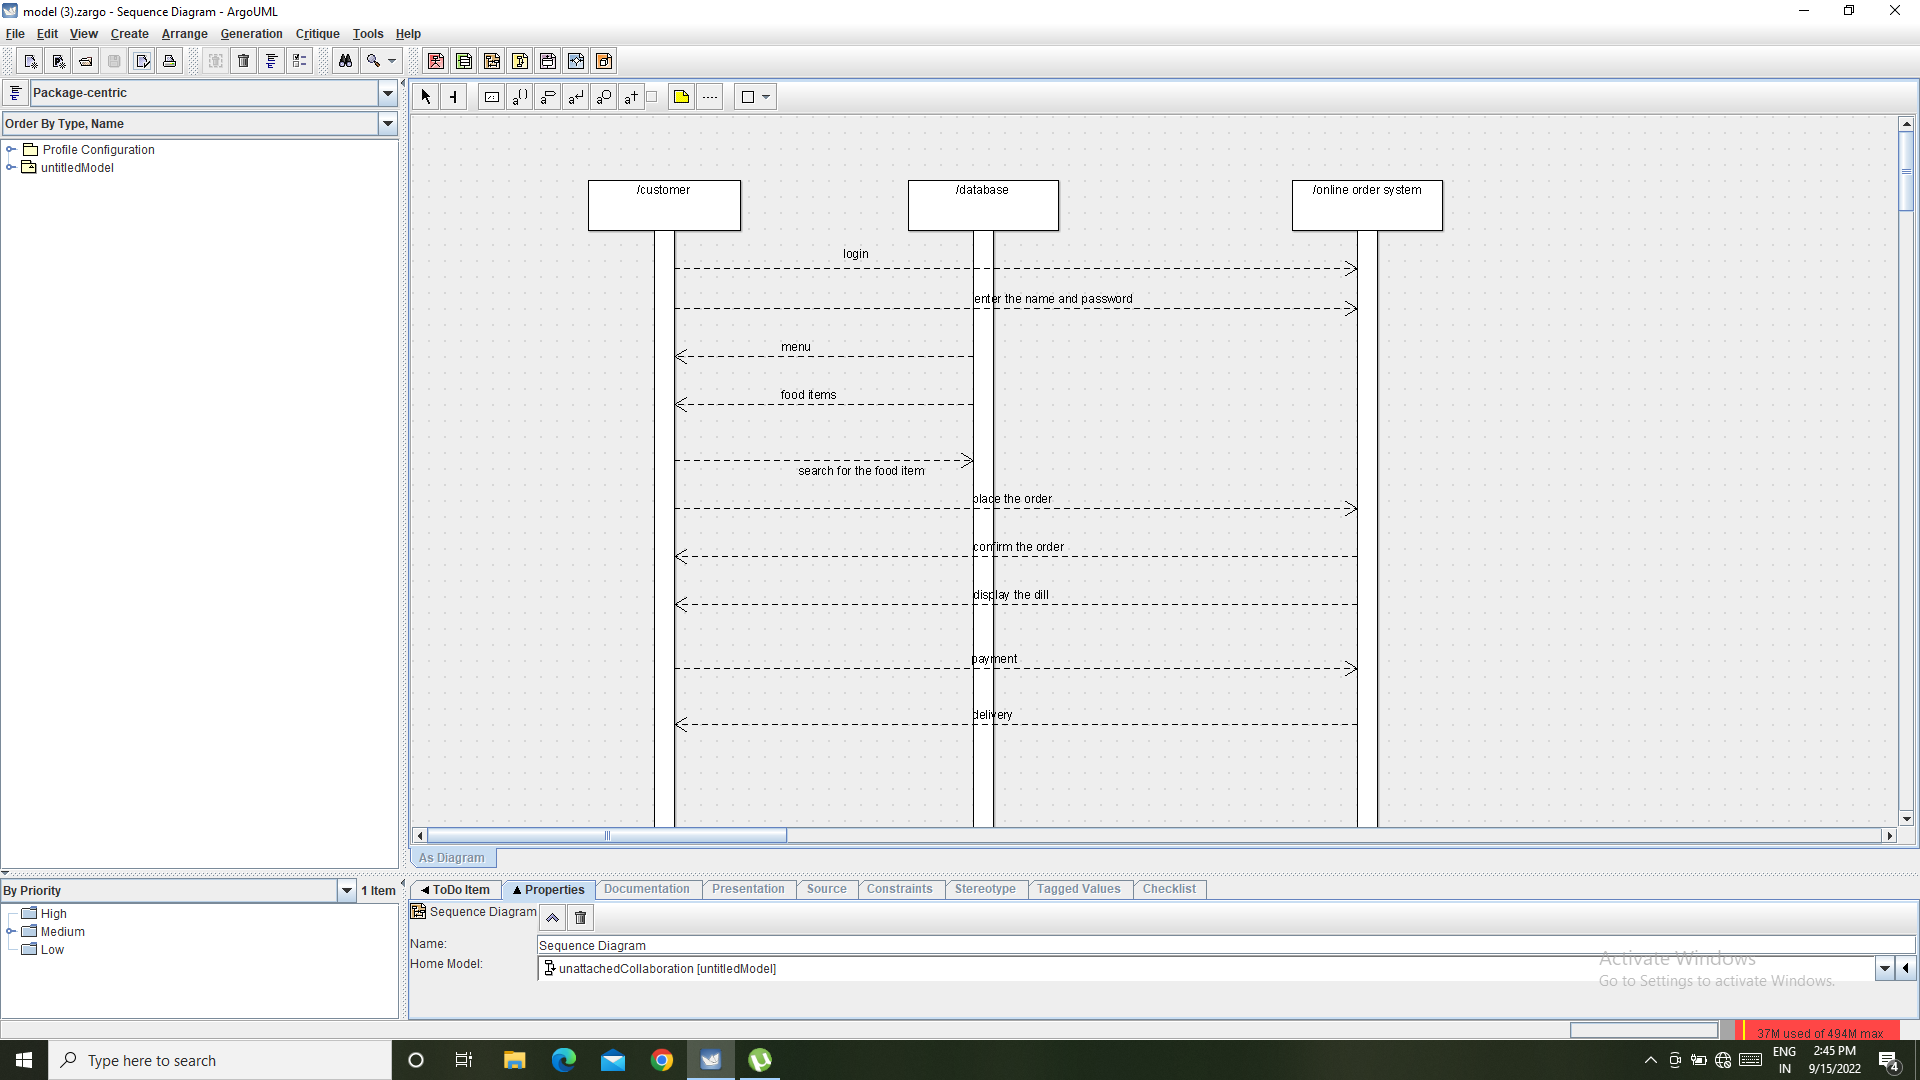 model (3).zargo - Sequence Diagram - ArgoUML
File Edit View Create Arrange Generation Critique Tools Help
Package-centric
Order By Type, Name
Profile Configuration
untitledModel
/customer
/database
/online order system
login
enter the name and password
menu
food items
search for the food item
place the order
confirm the order
display the dill
payment
delivery
As Diagram
By Priority
1 Item
High
Medium
Low
ToDo Item
Properties
Documentation
Presentation
Source
Constraints
Stereotype
Tagged Values
Checklist
Sequence Diagram
Name:
Sequence Diagram
Home Model:
unattachedCollaboration [untitledModel]
Activate Windows
Go to Settings to activate Windows.
37M used of 494M max
Type here to search
ENG
IN
2:45 PM
9/15/2022
4